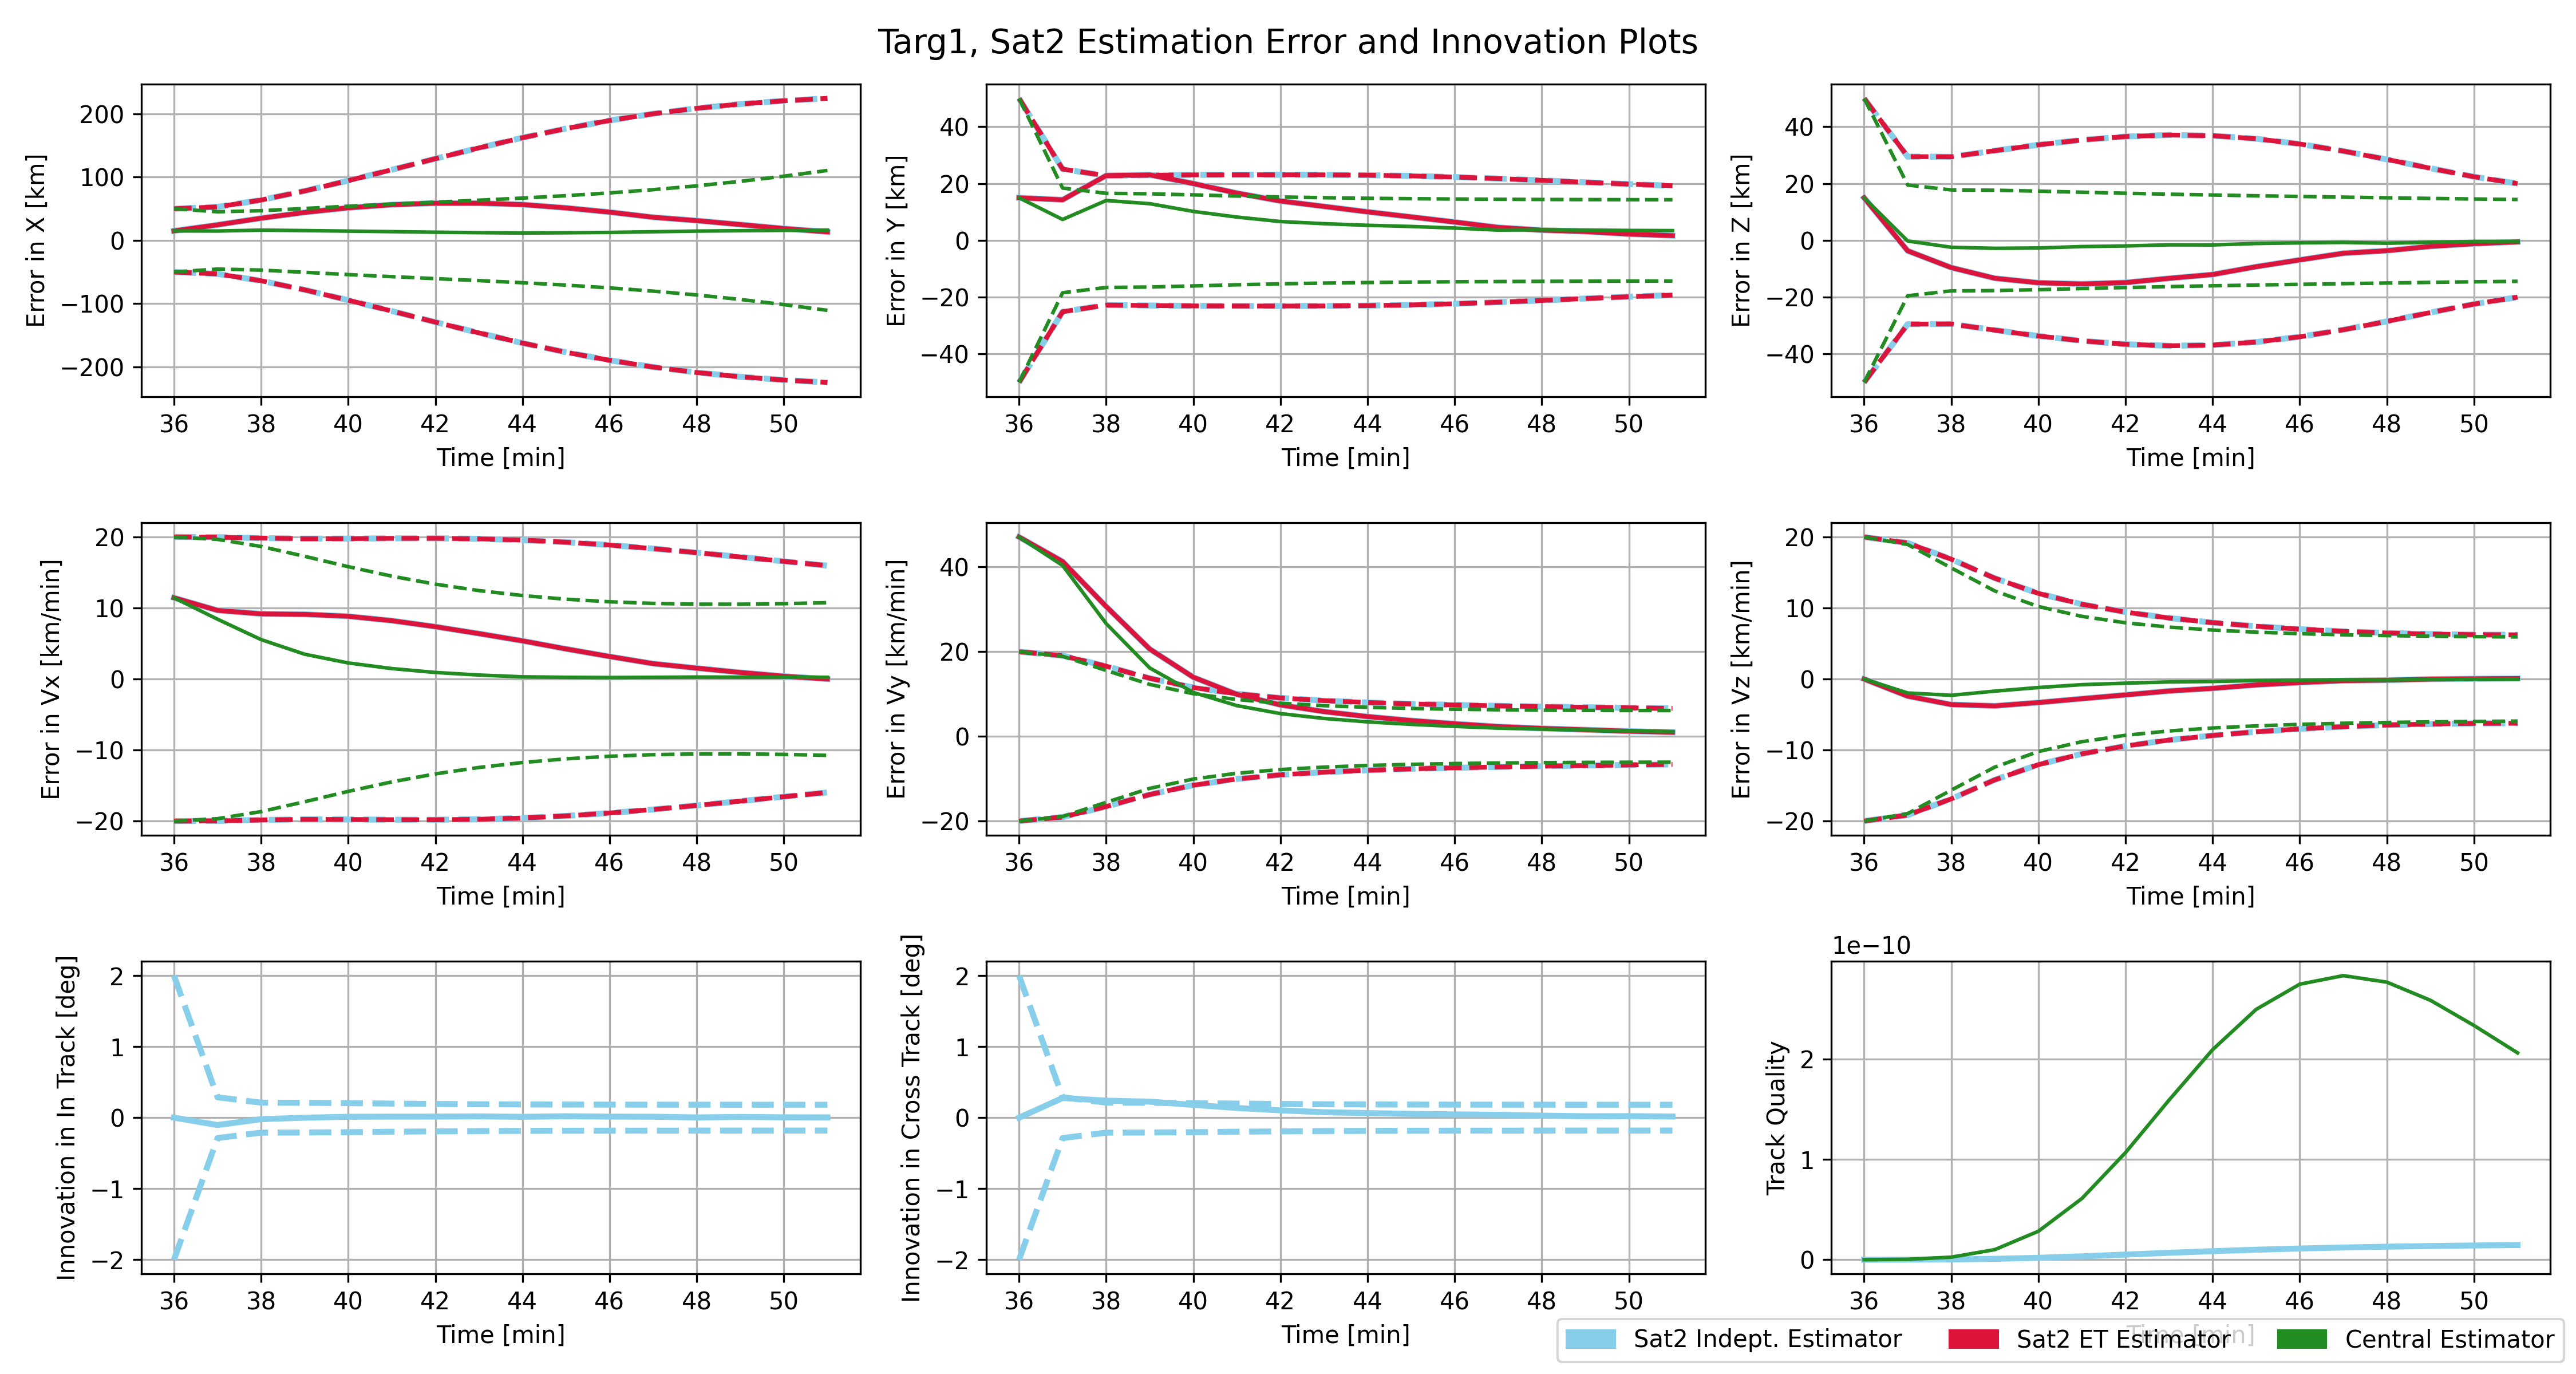 Targ1, Sat2 Estimation Error and Innovation Plots
Error in X [km]
200
100
0
−100
−200
36 38 40 42 44 46 48 50
Time [min]
Error in Y [km]
40
20
0
−20
−40
36 38 40 42 44 46 48 50
Time [min]
Error in Z [km]
40
20
0
−20
−40
36 38 40 42 44 46 48 50
Time [min]
Error in Vx [km/min]
20
10
0
−10
−20
36 38 40 42 44 46 48 50
Time [min]
Error in Vy [km/min]
40
20
0
−20
36 38 40 42 44 46 48 50
Time [min]
Error in Vz [km/min]
20
10
0
−10
−20
36 38 40 42 44 46 48 50
Time [min]
Innovation in In Track [deg]
2
1
0
−1
−2
36 38 40 42 44 46 48 50
Time [min]
Innovation in Cross Track [deg]
2
1
0
−1
−2
36 38 40 42 44 46 48 50
Time [min]
1e−10
Track Quality
2
1
0
36 38 40 42 44 46 48 50
Time [min]
Sat2 Indept. Estimator
Sat2 ET Estimator
Central Estimator